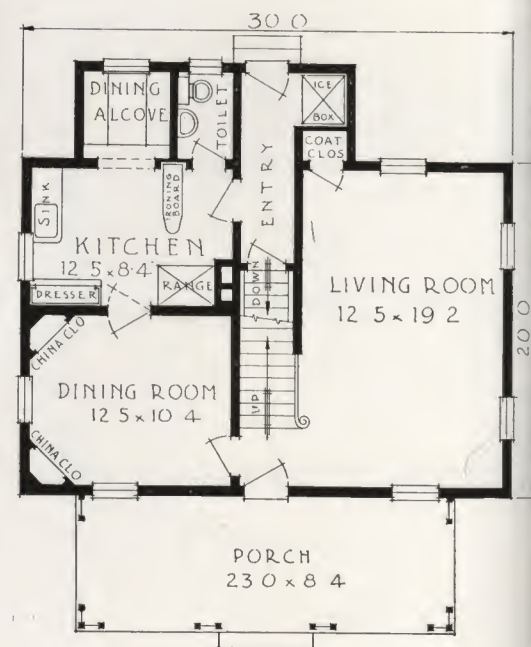 30 0
DINING
ALCOVE
TOILET
ICE
BOX
COAT
CLOS
ENTRY
SINK
IRONING
BOARD
KITCHEN
12 5 x 8 4
DRESSER
RANGE
DOWN
LIVING ROOM
12 5 x 19 2
CHINA CLO
UP
DINING ROOM
12 5 x 10 4
CHINA CLO
PORCH
23 0 x 8 4